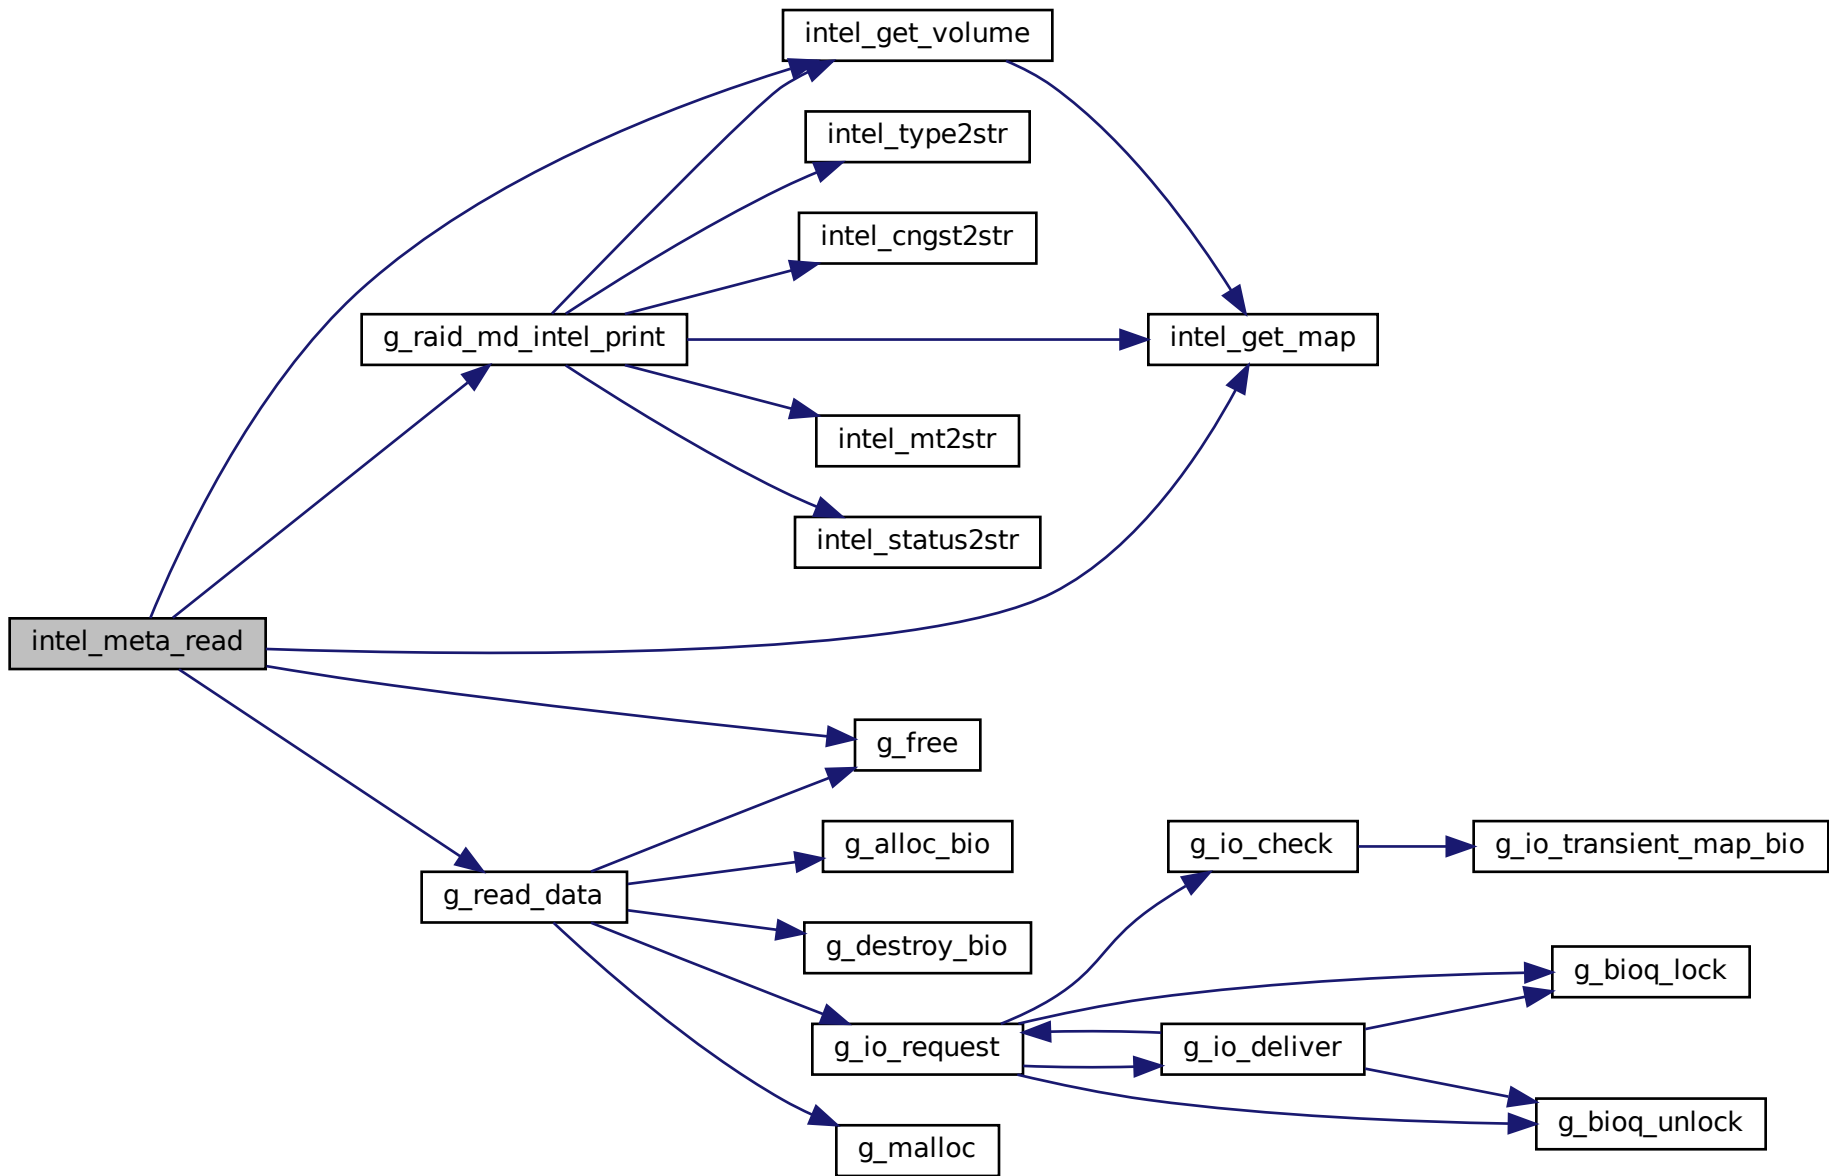 intel_get_volume
intel_type2str
intel_cngst2str
g_raid_md_intel_print
intel_get_map
intel_mt2str
intel_status2str
intel_meta_read
g_free
g_alloc_bio
g_io_check
g_io_transient_map_bio
g_read_data
g_destroy_bio
g_bioq_lock
g_io_request
g_io_deliver
g_bioq_unlock
g_malloc